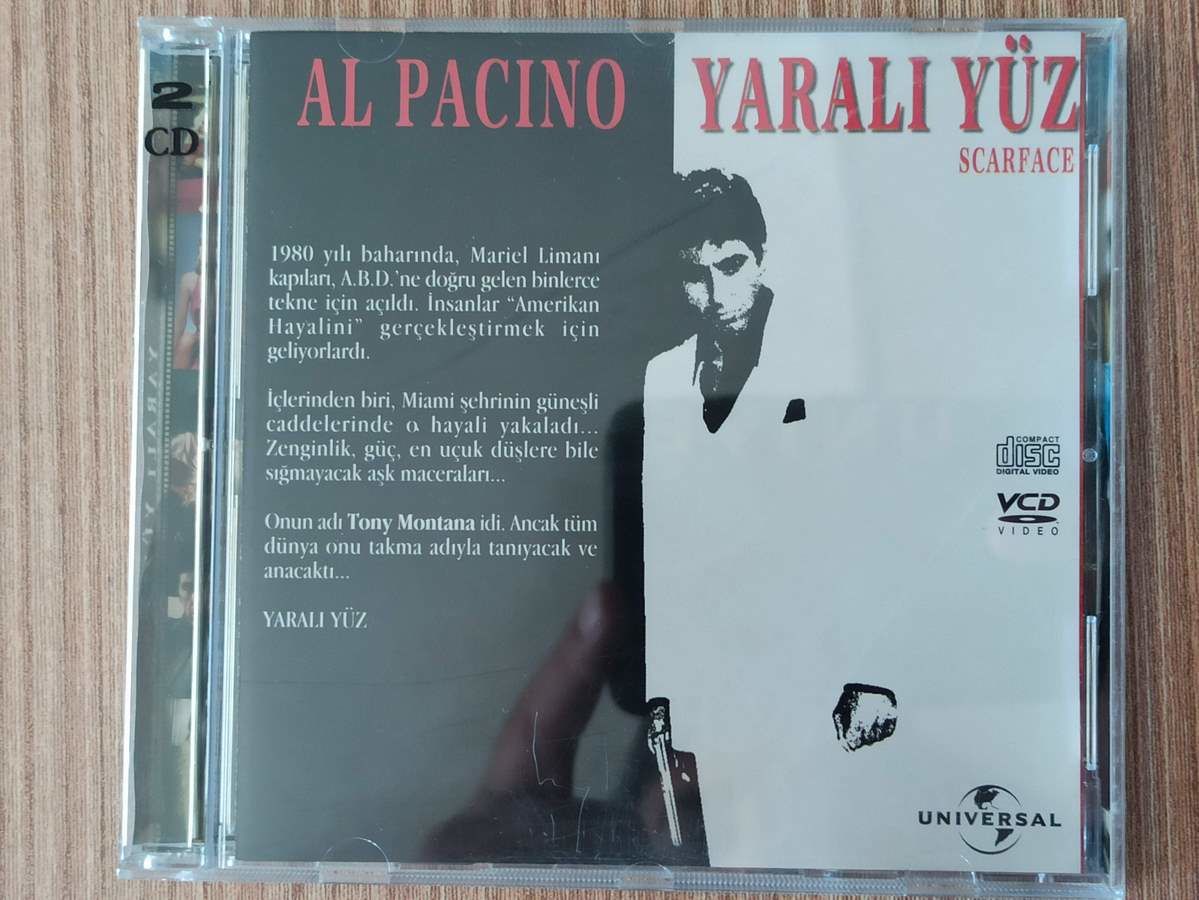 2
CD
AL PACINO
YARALI YÜZ
SCARFACE
1980 yılı baharında, Mariel Limanı
kapıları, A.B.D.'ne doğru gelen binlerce
tekne için açıldı. İnsanlar “Amerikan
Hayalini” gerçekleştirmek için
geliyorlardı.
İçlerinden biri, Miami şehrinin güneşli
caddelerinde o hayali yakaladı...
Zenginlik, güç, en uçuk düşlere bile
sığmayacak aşk maceraları...
Onun adı Tony Montana idi. Ancak tüm
dünya onu takma adıyla tanıyacak ve
anacaktı...
YARALI YÜZ
COMPACT
disc
DIGITAL VIDEO
VCD
VIDEO
UNIVERSAL